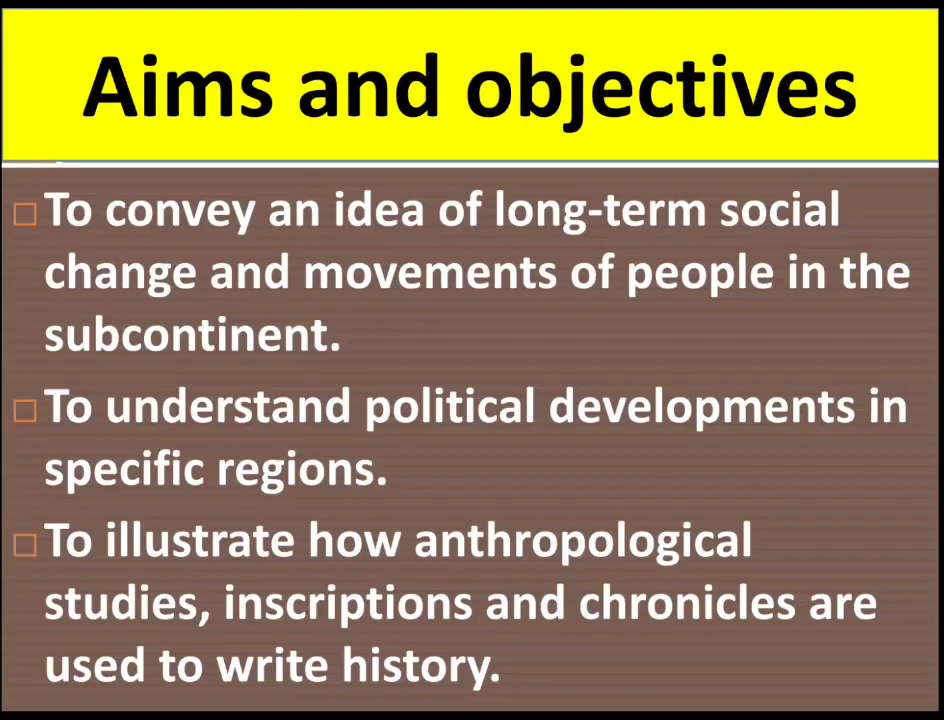 Aims and objectives
To convey an idea of long-term social
change and movements of people in the
subcontinent.
To understand political developments in
specific regions.
To illustrate how anthropological
studies, inscriptions and chronicles are
used to write history.